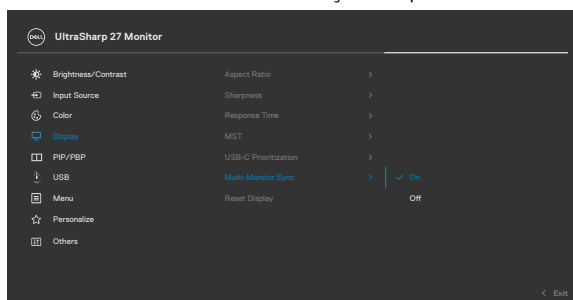 DELL UltraSharp 27 Monitor
Brightness/Contrast
Input Source
Color
Display
PIP/PBP
USB
Menu
Personalize
Others
Aspect Ratio
Sharpness
Response Time
MST
USB-C Prioritization
Multi-Monitor Sync
Reset Display
On
Off
Exit